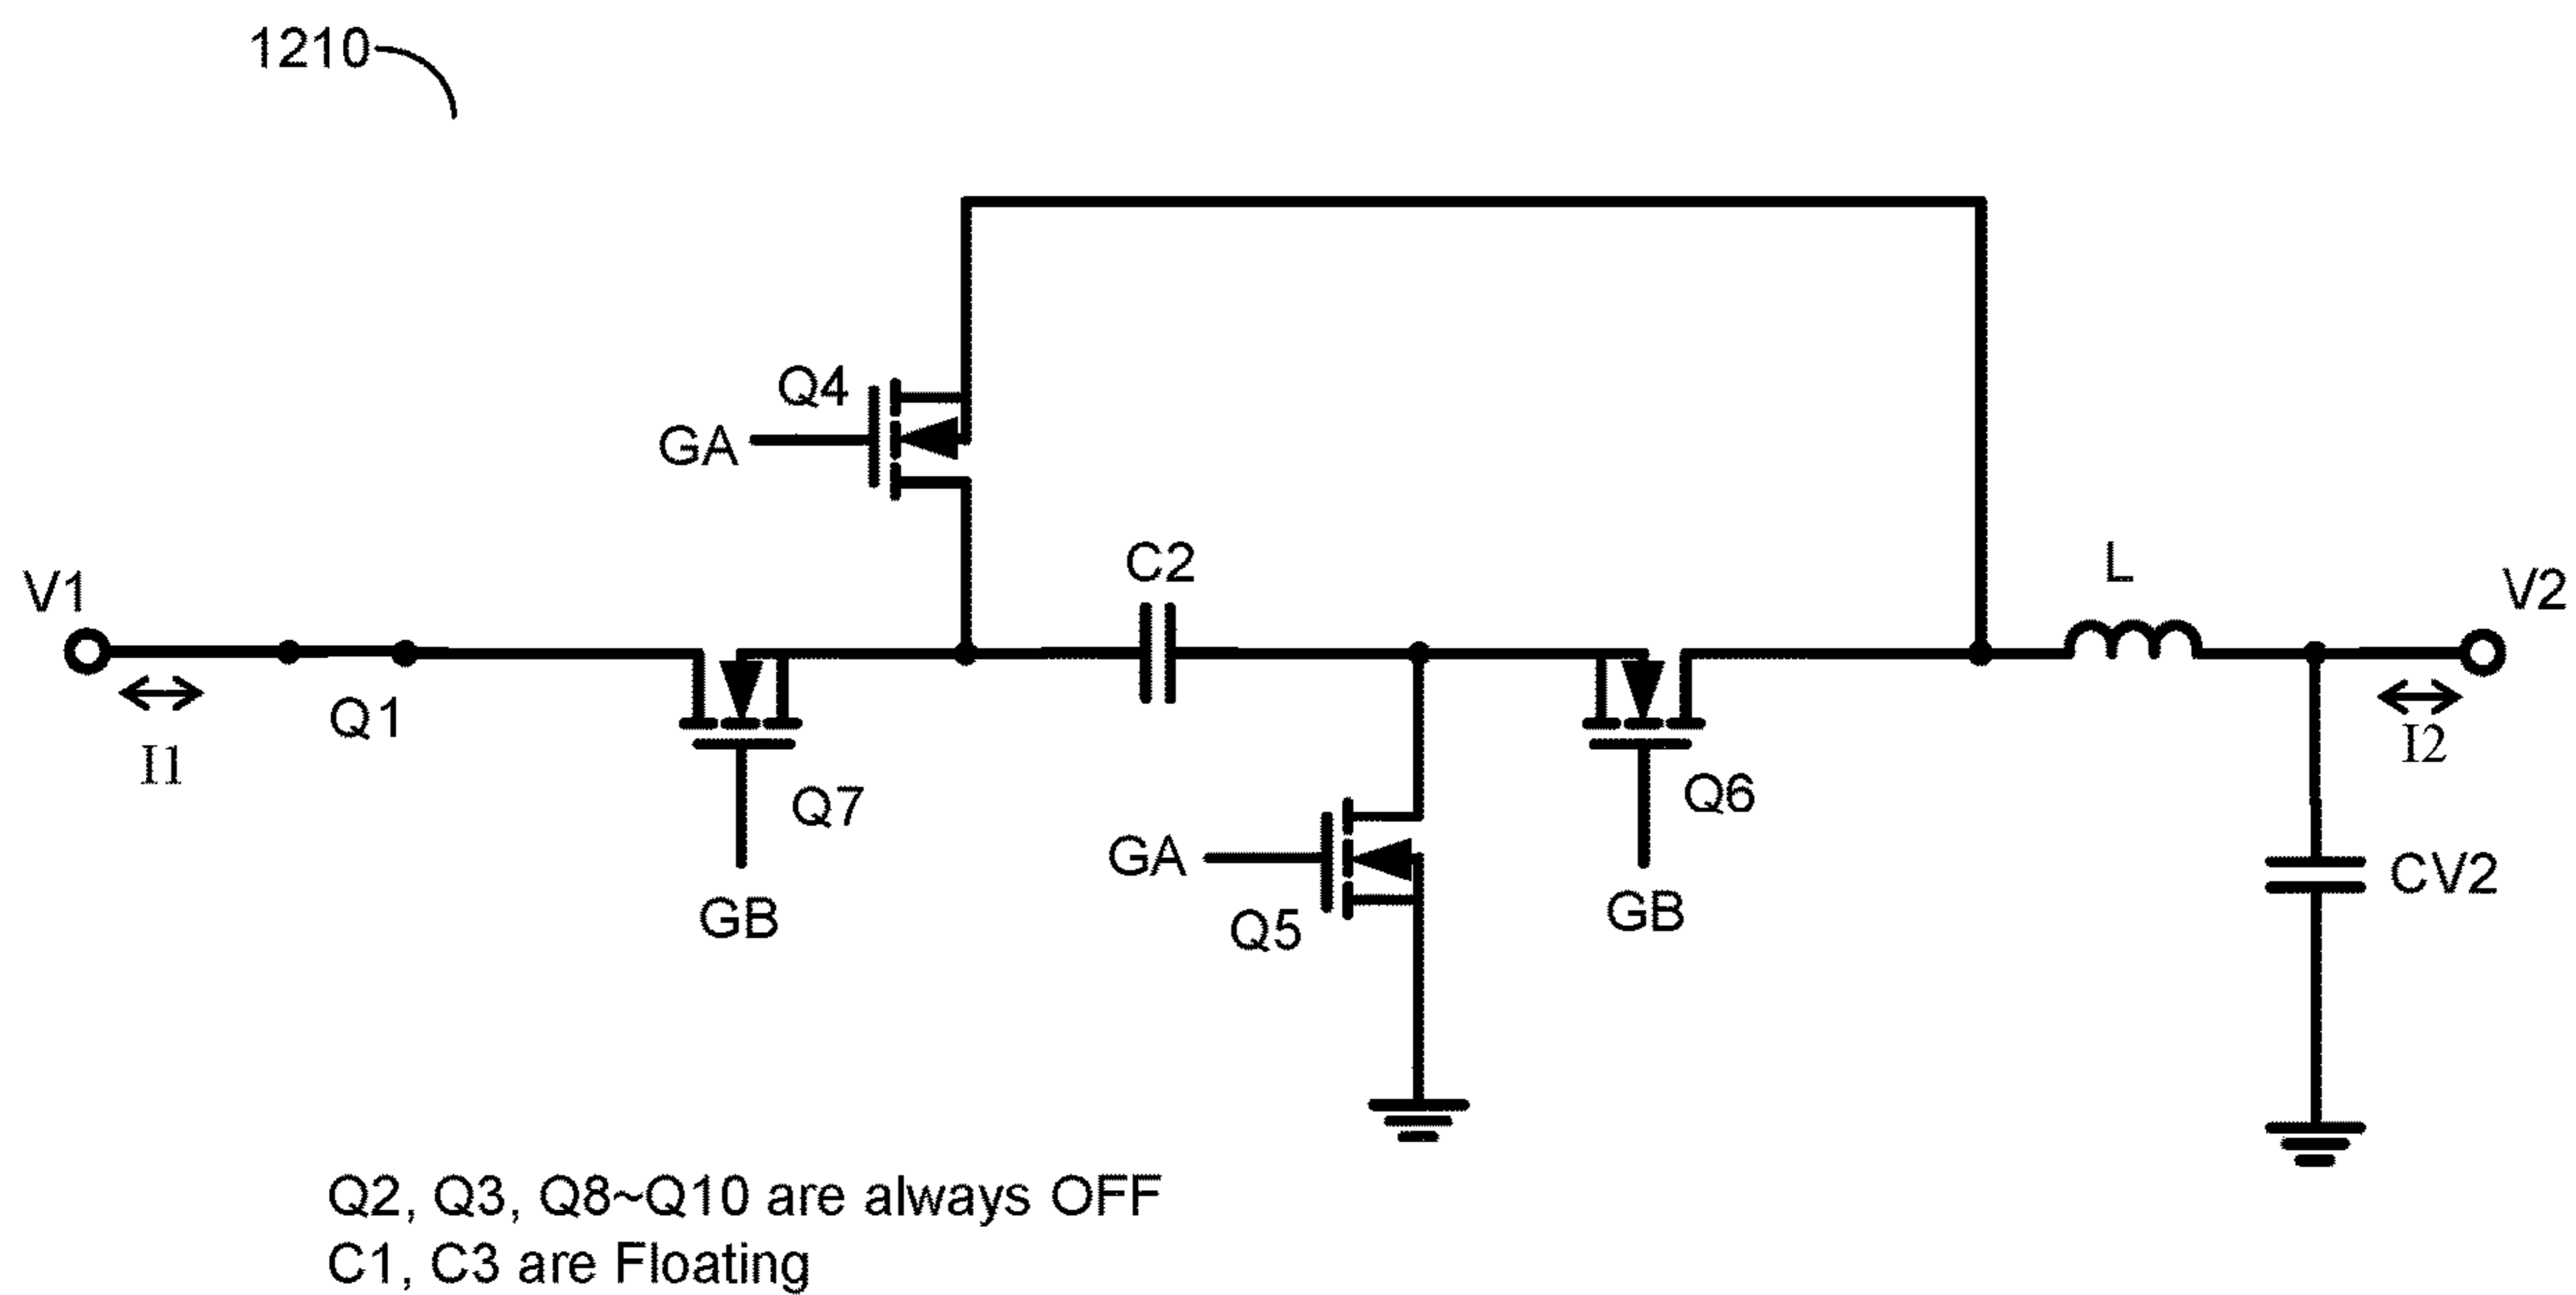 1210
Q4
GA
C2
L
V1
V2
Q1
I1
I2
Q7
Q6
GA
Q5
CV2
GB
GB
Q2, Q3, Q8~Q10 are always OFF
C1, C3 are Floating